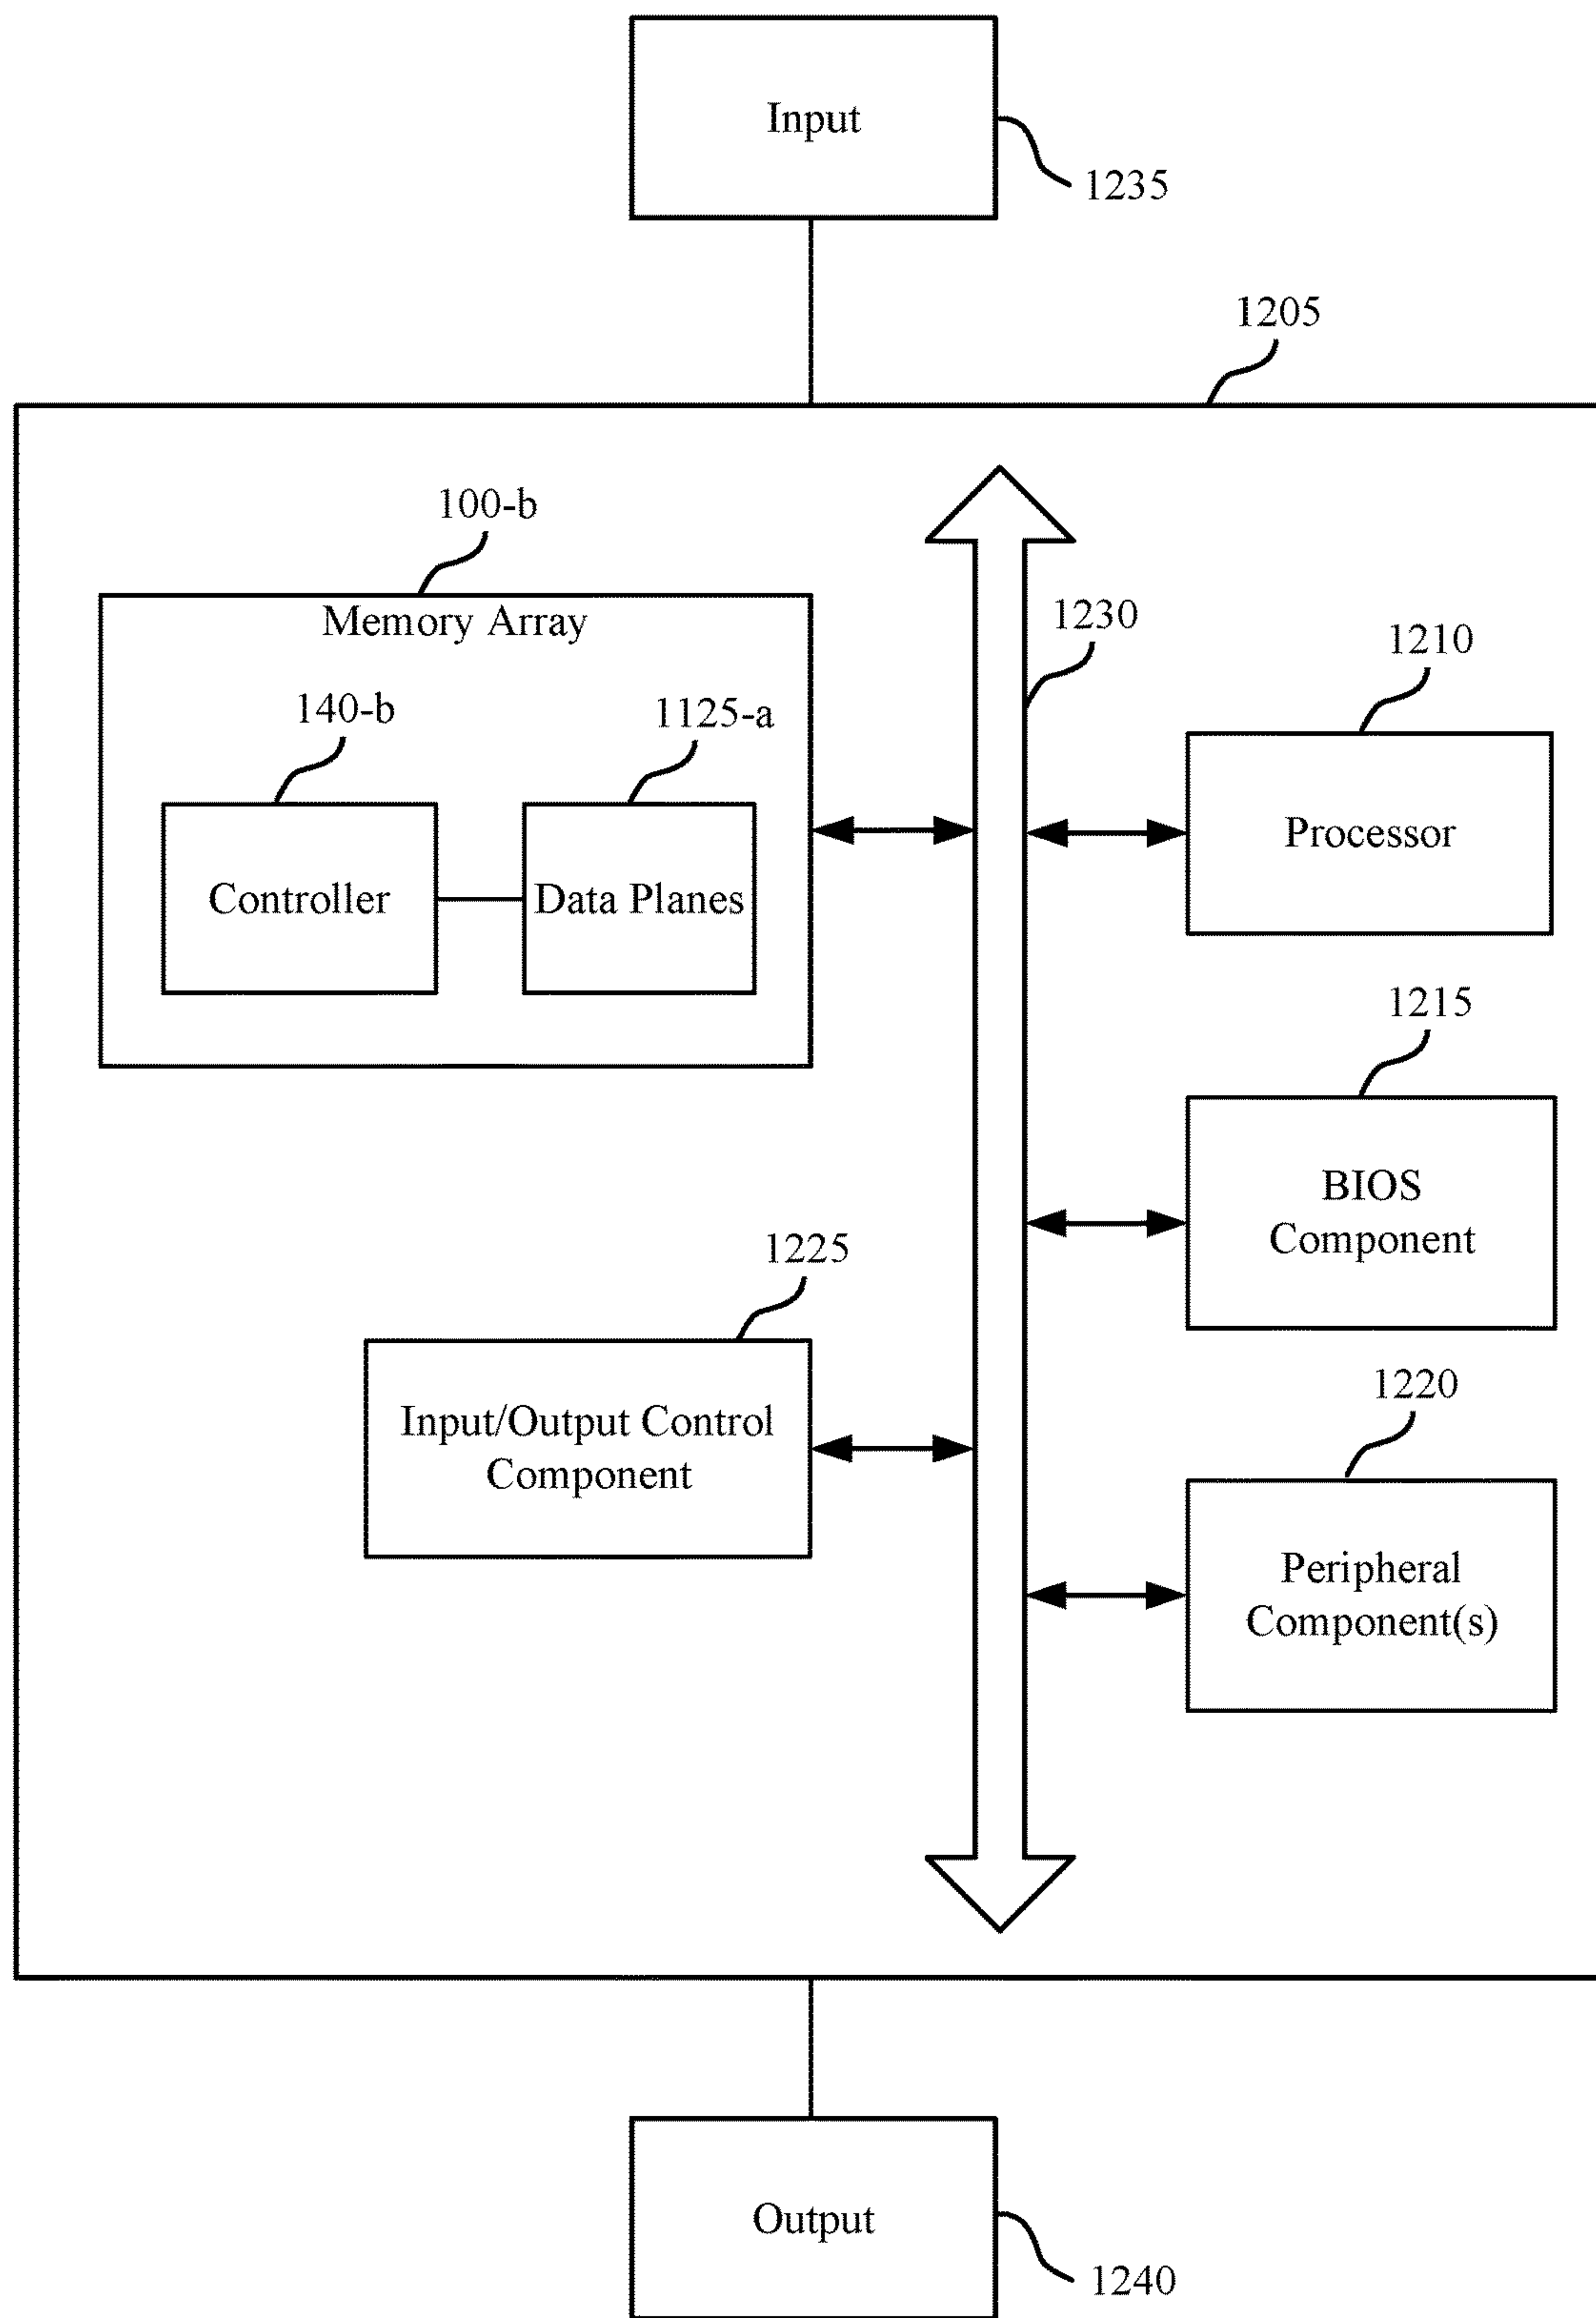 Input
1235
1205
100-b
Memory Array
1230
1210
140-b
1125-a
Processor
Controller
Data Planes
1215
BIOS
Component
1225
1220
Input/Output Control
Component
Peripheral
Component(s)
Output
1240